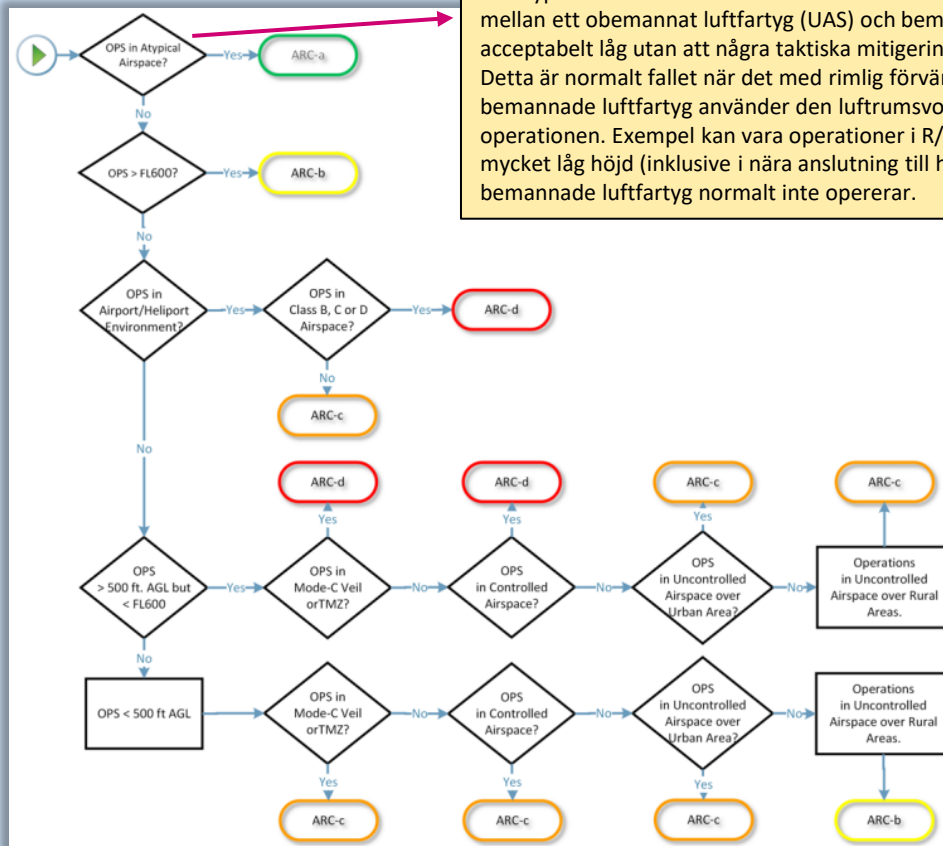 mellan ett obemannat luftfartyg (UAS) och
acceptabelt låg utan att några taktiska
Detta är normalt fallet när det med rimlig
bemannade luftfartyg använder den
operationen. Exempel kan vara operationer i R/
mycket låg höjd (inklusive i nära anslutning till
bemannade luftfartyg normalt inte opererar.
OPS in Atypical
Airspace?
Yes
ARC-a
No
OPS > FL600?
Yes
ARC-b
No
OPS in
Airport/Heliport
Environment?
Yes
OPS in
Class B, C or D
Airspace?
Yes
ARC-d
No
ARC-c
No
ARC-d
ARC-d
ARC-c
ARC-c
Yes
Yes
Yes
OPS
> 500 ft. AGL but
< FL600
Yes
OPS in
Mode-C Veil
orTMZ?
No
OPS
in Controlled
Airspace?
No
OPS
in Uncontrolled
Airspace over
Urban Area?
No
Operations
in Uncontrolled
Airspace over Rural
Areas.
No
OPS < 500 ft AGL
OPS in
Mode-C Veil
orTMZ?
No
OPS
in Controlled
Airspace?
No
OPS
in Uncontrolled
Airspace over
Urban Area?
No
Operations
in Uncontrolled
Airspace over Rural
Areas.
Yes
Yes
Yes
ARC-c
ARC-c
ARC-c
ARC-b